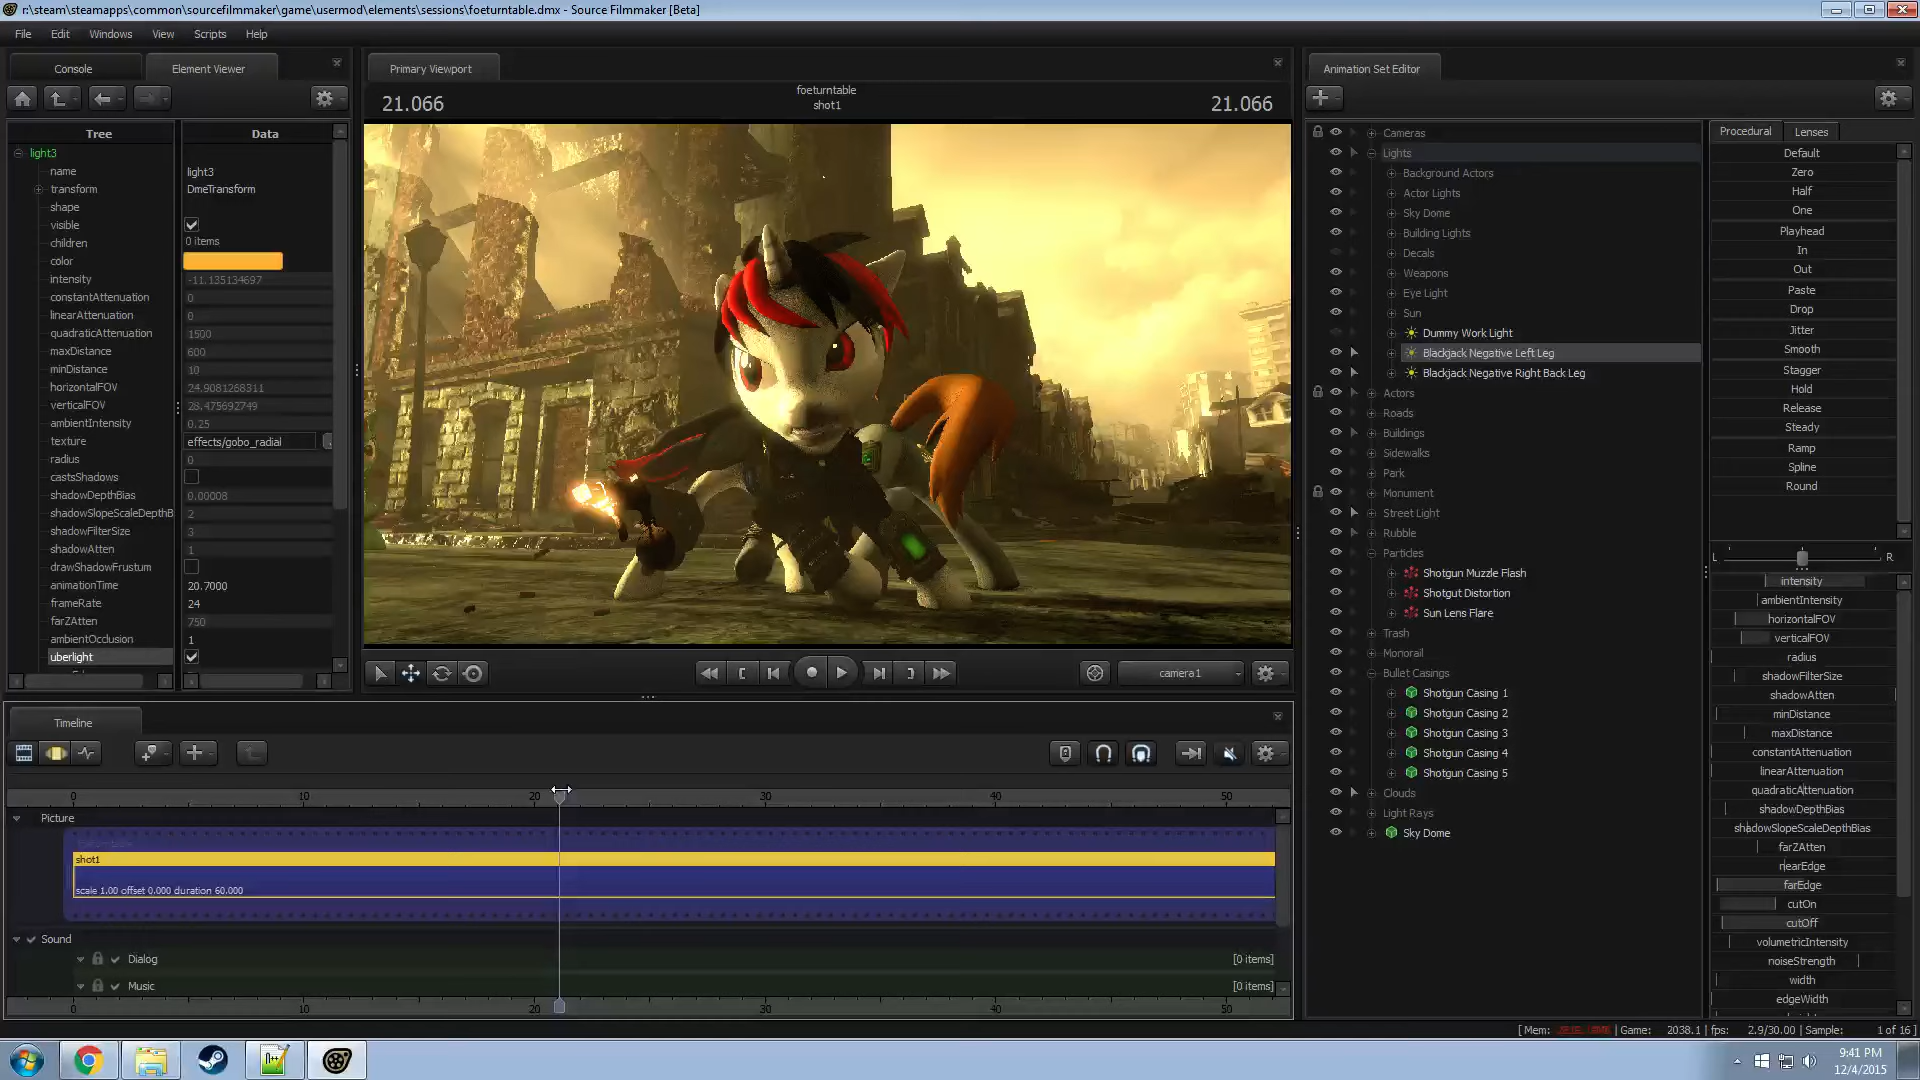 r:\steam\steamapps\common\sourcefilmmaker\game\usermod\elements\sessions\foeturntable.dmx - Source Filmmaker [Beta]
File Edit Windows View Scripts Help
Console Element Viewer
Tree Data
light3
name light3
transform DmeTransform
shape
visible
children 0 items
color
intensity -11.135134697
constantAttenuation 0
linearAttenuation 0
quadraticAttenuation 1500
maxDistance 600
minDistance 10
horizontalFOV 24.9081268311
verticalFOV 28.475692749
ambientIntensity 0.25
texture effects/gobo_radial
radius 0
castsShadows
shadowDepthBias 0.00008
shadowSlopeScaleDepthB 2
shadowFilterSize 3
shadowAtten 1
drawShadowFrustum
animationTime 20.7000
frameRate 24
farZAtten 750
ambientOcclusion 1
uberlight
Primary Viewport
21.066 foeturntable 21.066
shot1
camera1
Timeline
0 10 20 30 40 50
Picture
shot1
scale 1.00 offset 0.000 duration 60.000
Sound
Dialog [0 items]
Music [0 items]
0 10 20 30 40 50
Animation Set Editor
Cameras
Lights
Background Actors
Actor Lights
Sky Dome
Building Lights
Decals
Weapons
Eye Light
Sun
Dummy Work Light
Blackjack Negative Left Leg
Blackjack Negative Right Back Leg
Actors
Roads
Buildings
Sidewalks
Park
Monument
Street Light
Rubble
Particles
Shotgun Muzzle Flash
Shotgut Distortion
Sun Lens Flare
Trash
Monorail
Bullet Casings
Shotgun Casing 1
Shotgun Casing 2
Shotgun Casing 3
Shotgun Casing 4
Shotgun Casing 5
Clouds
Light Rays
Sky Dome
Procedural Lenses
Default
Zero
Half
One
Playhead
In
Out
Paste
Drop
Jitter
Smooth
Stagger
Hold
Release
Steady
Ramp
Spline
Round
L R
intensity
ambientIntensity
horizontalFOV
verticalFOV
radius
shadowFilterSize
shadowAtten
minDistance
maxDistance
constantAttenuation
linearAttenuation
quadraticAttenuation
shadowDepthBias
shadowSlopeScaleDepthBias
farZAtten
nearEdge
farEdge
cutOn
cutOff
volumetricIntensity
noiseStrength
width
edgeWidth
[ Mem: Game: 2038.1 | fps: 2.9/30.00 | Sample: 1 of 16 ]
9:41 PM
12/4/2015